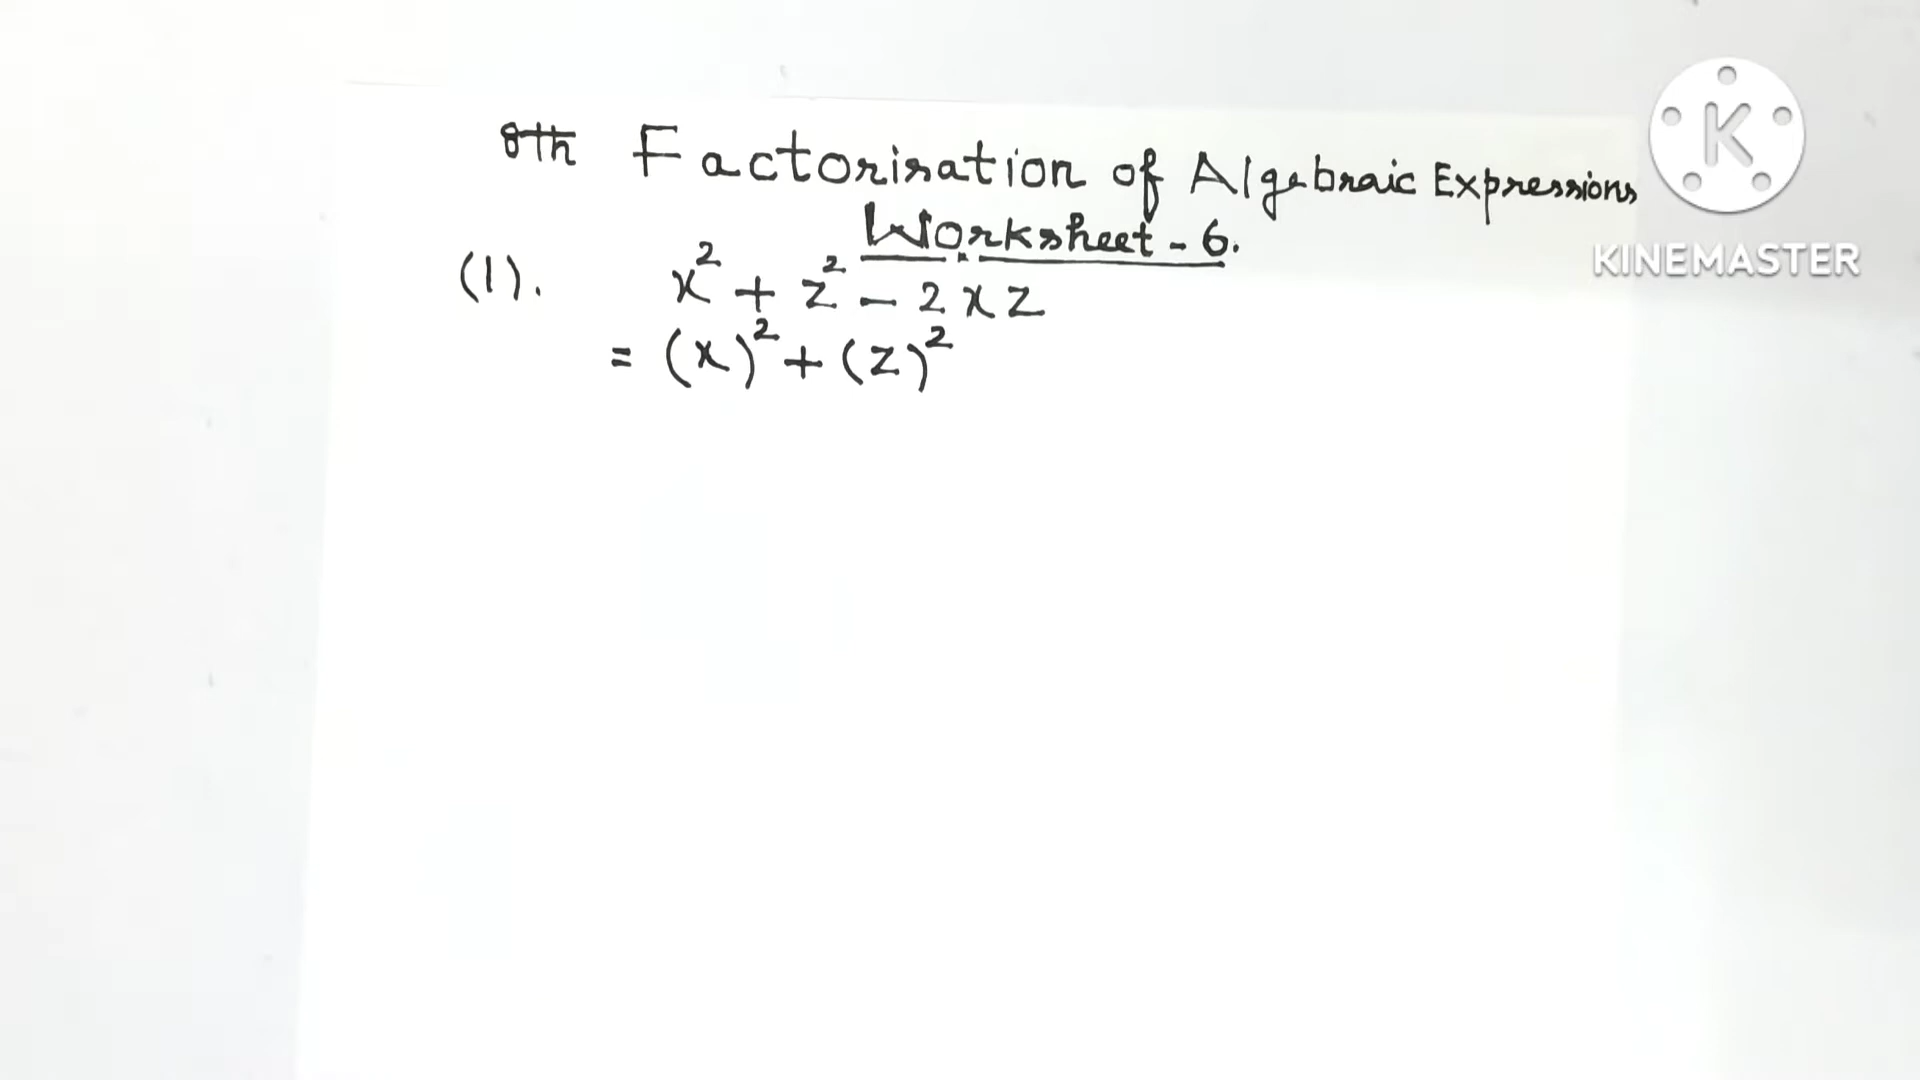 8th Factorisation of Algebraic Expressions
Worksheet - 6.
(1). x² + z² - 2xz
= (x)² + (z)²
K
KINEMASTER